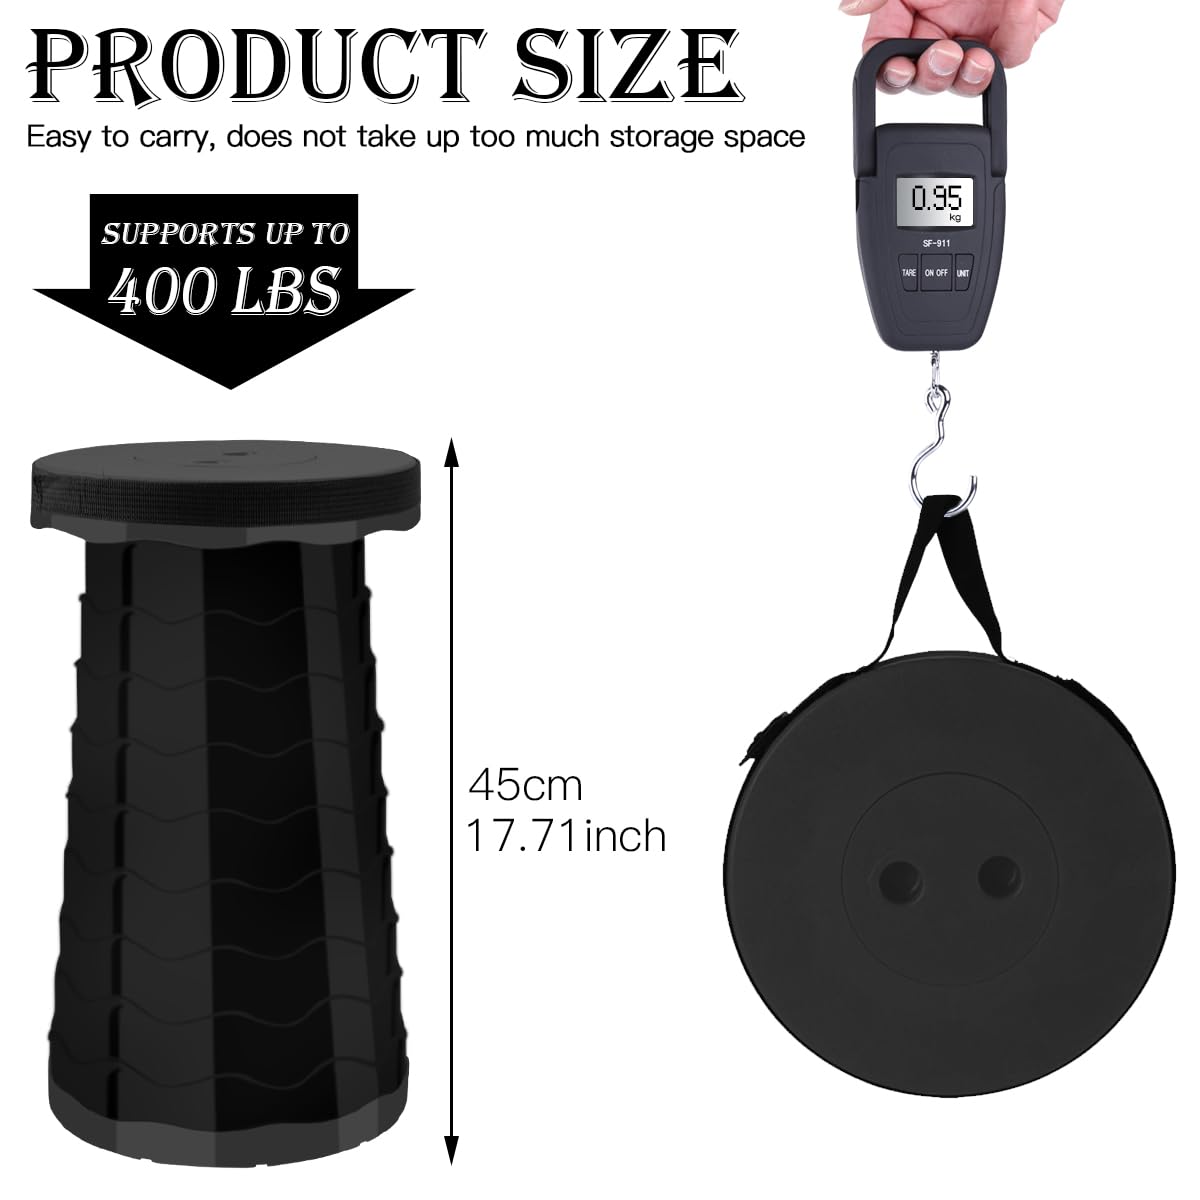 PRODUCT SIZE
Easy to carry, does not take up too much storage space
SUPPORTS UP TO
400 LBS
0.95
kg
SF-911
TARE ON OFF UNIT
45cm
17.71inch